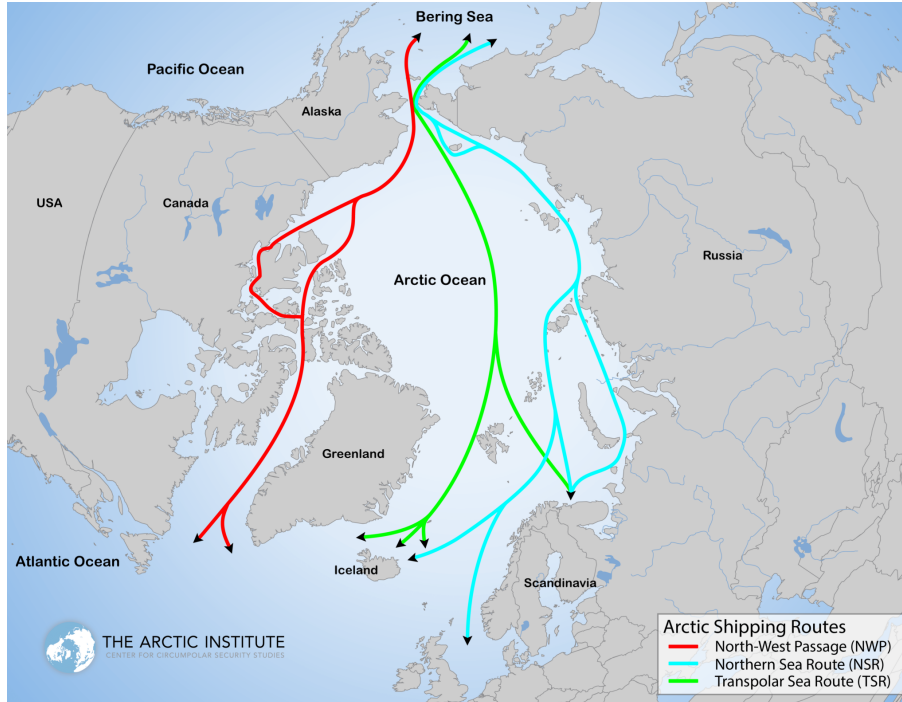 Bering Sea
Pacific Ocean
Alaska
USA
Canada
Russia
Arctic Ocean
Greenland
Atlantic Ocean
Iceland
Scandinavia
THE ARCTIC INSTITUTE
CENTER FOR CIRCUMPOLAR SECURITY STUDIES
Arctic Shipping Routes
North-West Passage (NWP)
Northern Sea Route (NSR)
Transpolar Sea Route (TSR)